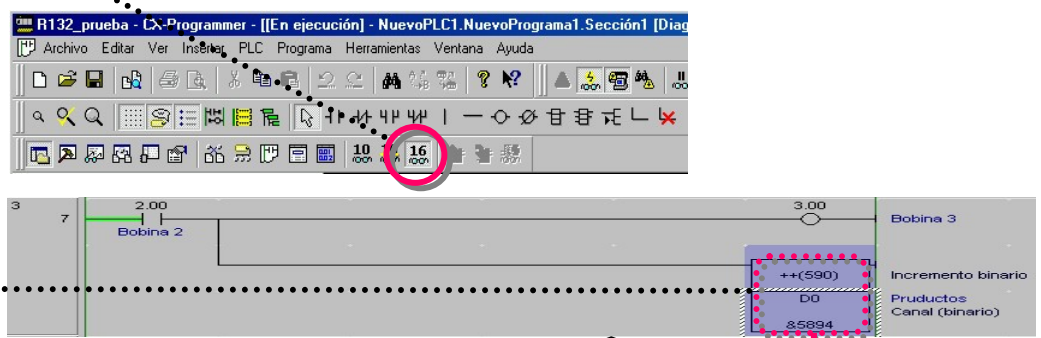 R132_prueba - CX-Programmer - [[En ejecución] - NuevoPLC1.NuevoPrograma1.Sección1 [Diag
Archivo Editar Ver Insertar PLC Programa Herramientas Ventana Ayuda
10 16
3 2.00 3.00
7 Bobina 3
Bobina 2
++(590) Incremento binario
D0 Pruductos
Canal (binario)
&5894